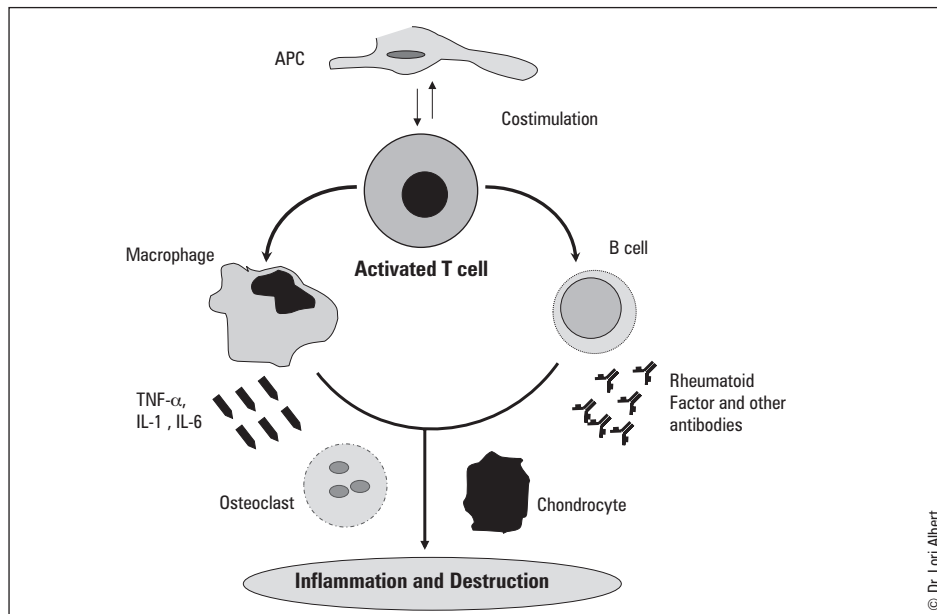 APC
Costimulation
Macrophage
Activated T cell
B cell
TNF-α,
IL-1 , IL-6
Rheumatoid
Factor and other
antibodies
Osteoclast
Chondrocyte
Inflammation and Destruction
© Dr. Lori Albert